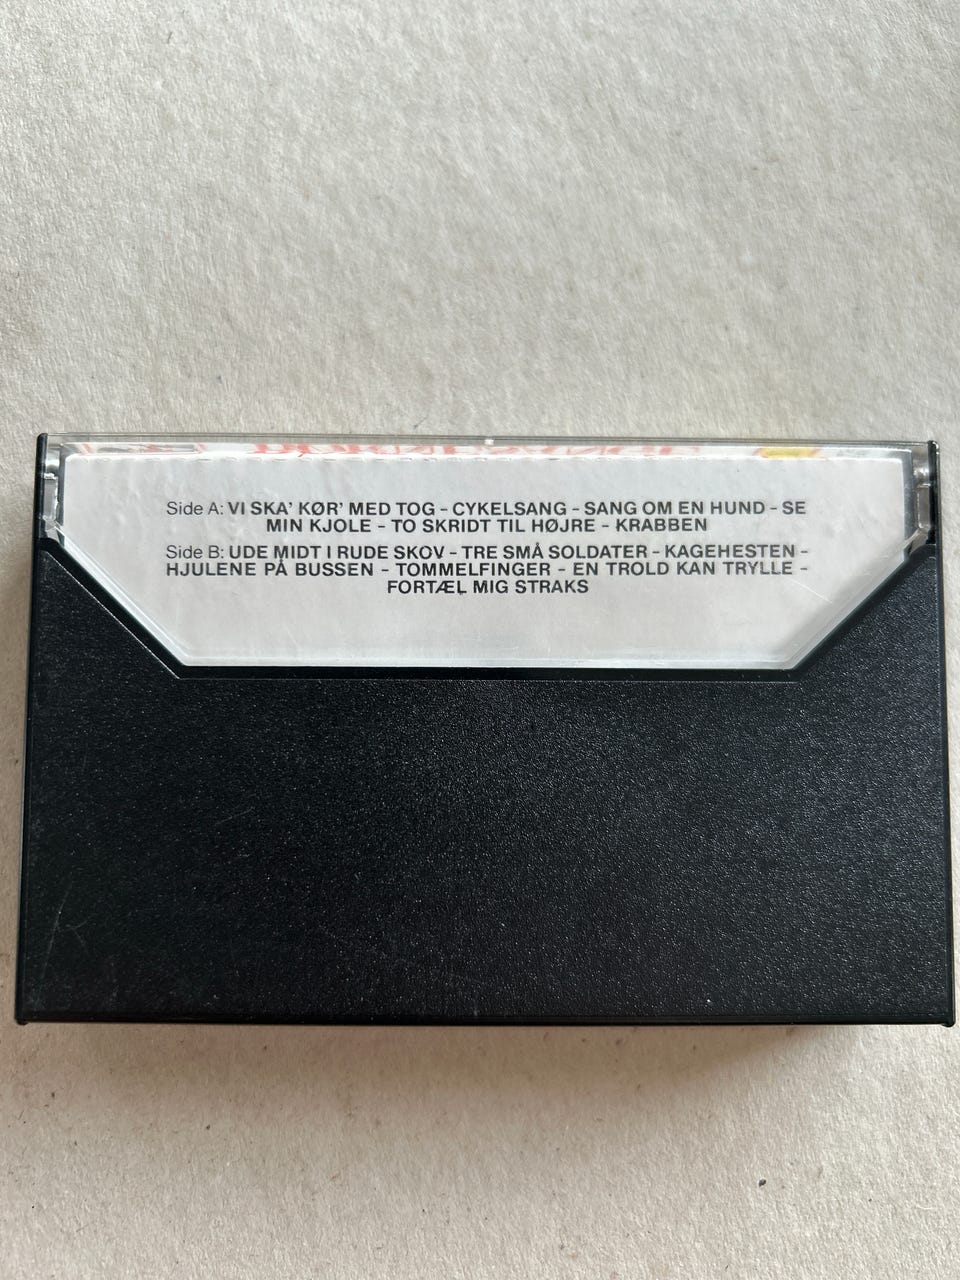 Side A: VI SKA' KØR' MED TOG – CYKELSANG – SANG OM EN HUND – SE
MIN KJOLE – TO SKRIDT TIL HØJRE – KRABBEN
Side B: UDE MIDT I RUDE SKOV – TRE SMÅ SOLDATER – KAGEHESTEN –
HJULENE PÅ BUSSEN – TOMMELFINGER – EN TROLD KAN TRYLLE –
FORTÆL MIG STRAKS